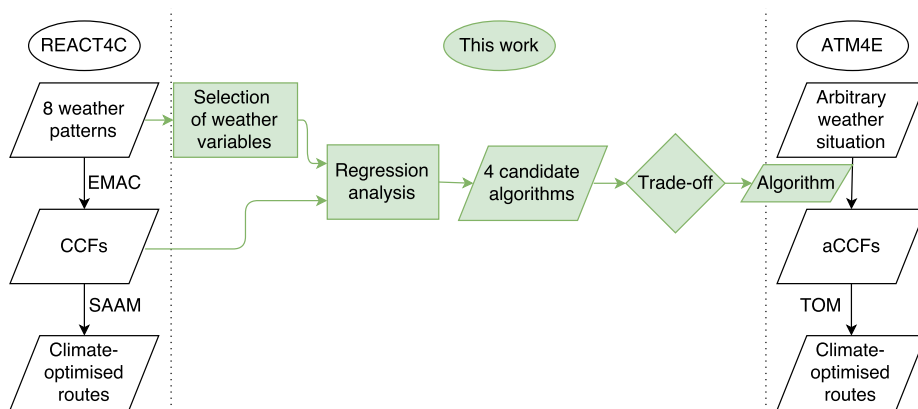 REACT4C
This work
ATM4E
8 weather
patterns
Selection
of weather
variables
Arbitrary
weather
situation
EMAC
Regression
analysis
4 candidate
algorithms
Trade-off
Algorithm
CCFs
aCCFs
SAAM
TOM
Climate-
optimised
routes
Climate-
optimised
routes